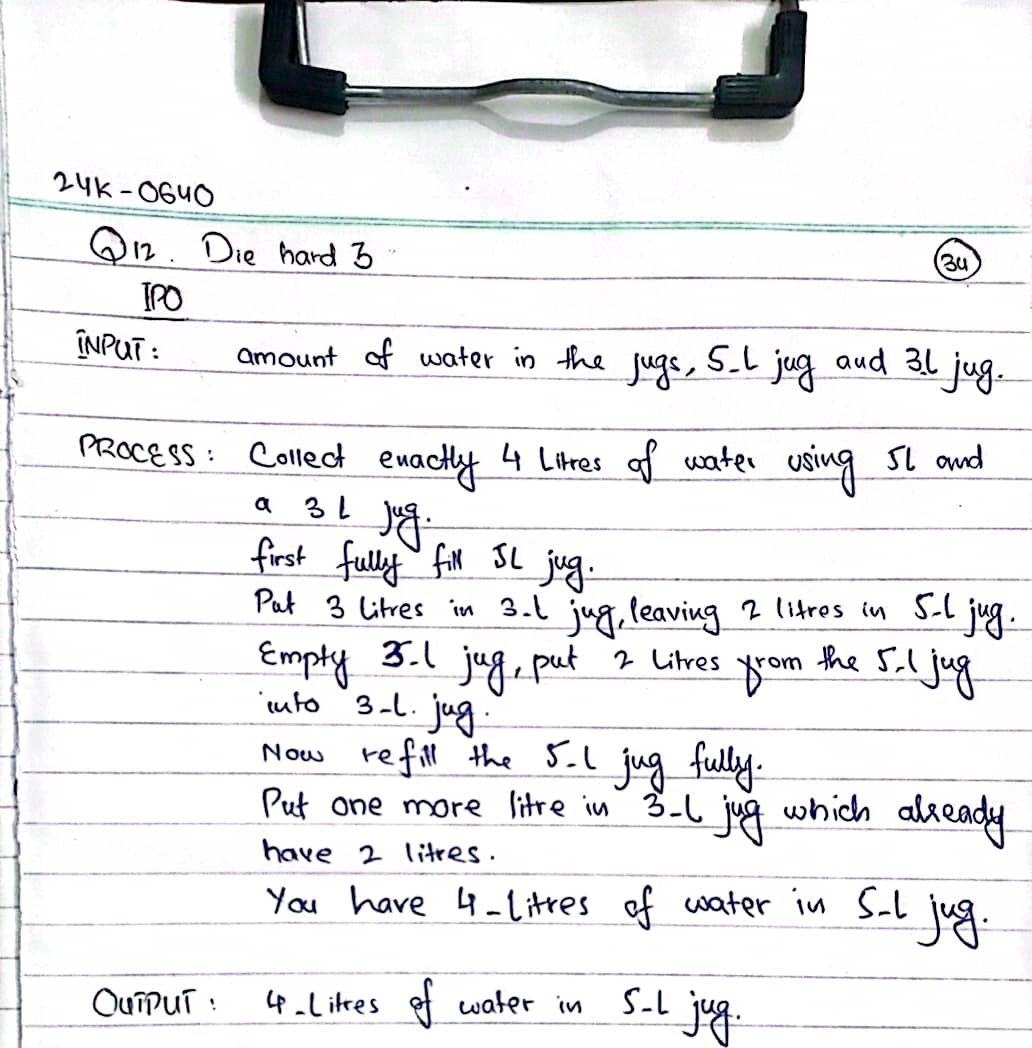 24K-0640
Q12. Die hard 3
34
IPO
INPUT: amount of water in the jugs, 5-L jug and 3L jug.
PROCESS: Collect enactly 4 Litres of water using 5L and
a 3L jug.
first fully fill 5L jug.
Put 3 litres in 3-L jug, leaving 2 litres in 5-L jug.
Empty 3-L jug, put 2 Litres from the 5-L jug
into 3-L. jug.
Now refill the 5-L jug fully.
Put one more litre in 3-L jug which already
have 2 litres.
You have 4-Litres of water in 5-L jug.
OUTPUT: 4-Litres of water in 5-L jug.